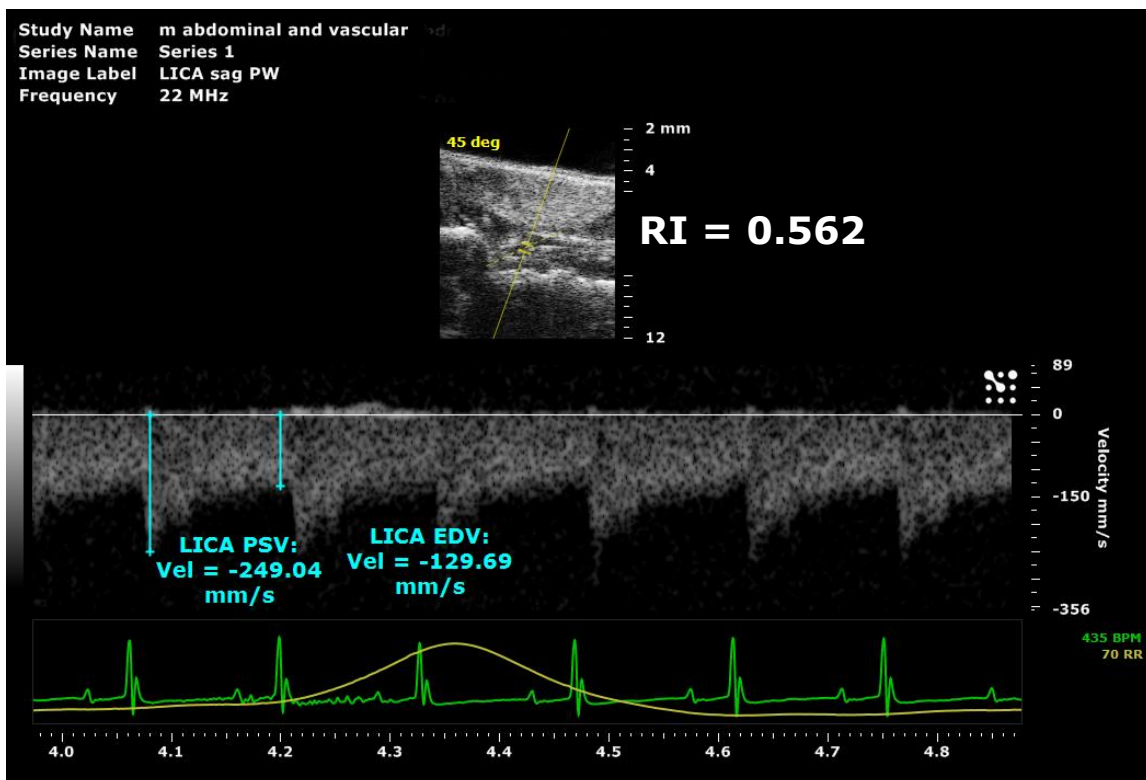 Study Name m abdominal and vascular
Series Name Series 1
Image Label LICA sag PW
Frequency 22 MHz
45 deg
2 mm
4
12
RI = 0.562
89
0
-150
-356
Velocity mm/s
LICA PSV:
Vel = -249.04
mm/s
LICA EDV:
Vel = -129.69
mm/s
435 BPM
70 RR
4.0 4.1 4.2 4.3 4.4 4.5 4.6 4.7 4.8